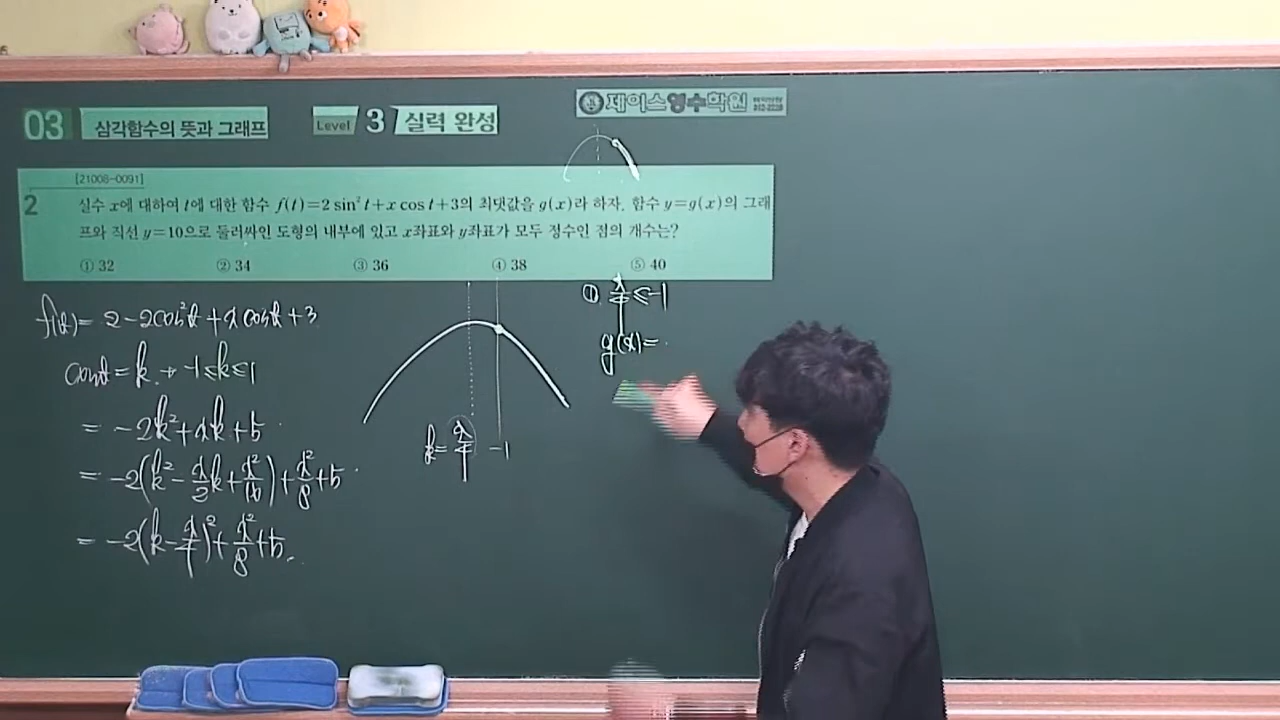 03 삼각함수의 뜻과 그래프 Level 3 실력 완성
제이스영수학원
[21008-0091]
2 실수 x에 대하여 t에 대한 함수 f(t)=2 sin² t+x cos t+3의 최댓값을 g(x)라 하자. 함수 y=g(x)의 그래
프와 직선 y=10으로 둘러싸인 도형의 내부에 있고 x좌표와 y좌표가 모두 정수인 점의 개수는?
① 32 ② 34 ③ 36 ④ 38 ⑤ 40
f(t)= 2-2cos²t+x cost+3
cost = k. → -1≤k≤1
= -2k²+xk+5
= -2(k²-x/2k+x²/16)+x²/8+5
= -2(k-x/4)²+x²/8+5
k=x/4 -1
① x/4≤-1
g(x)=